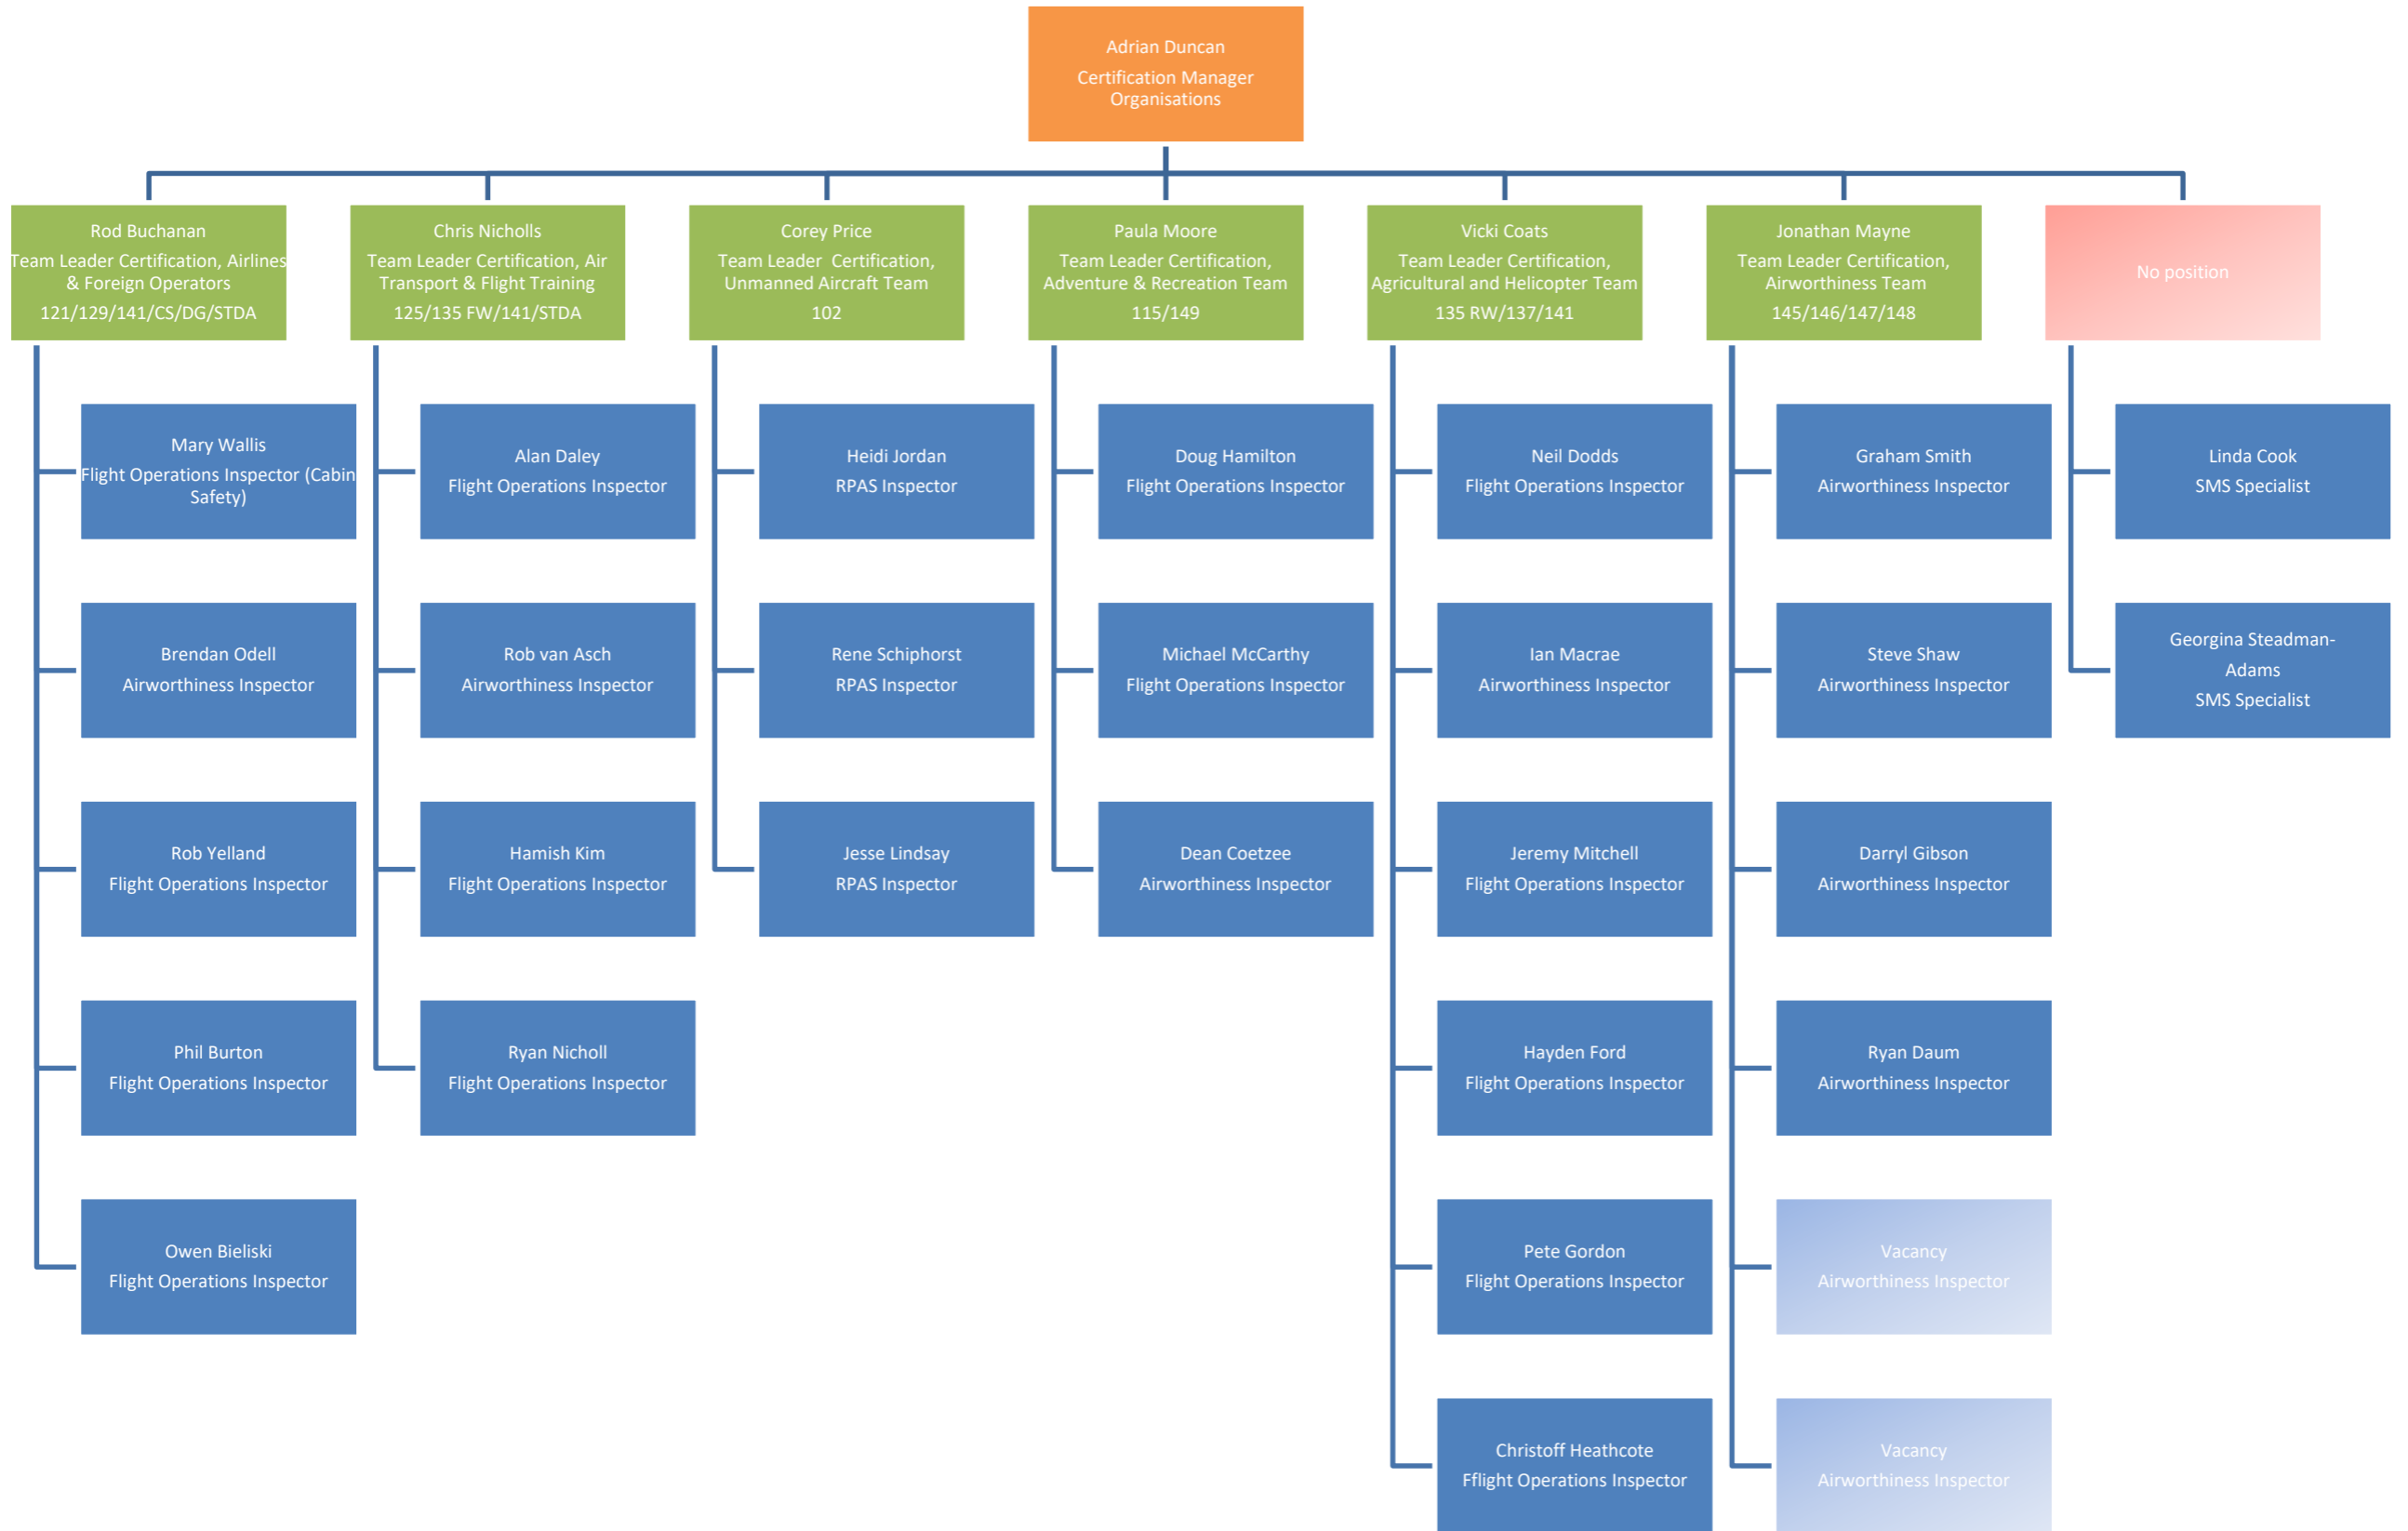 Adrian Duncan
Certification Manager
Organisations
Rod Buchanan
Team Leader Certification, Airlines
& Foreign Operators
121/129/141/CS/DG/STDA
Chris Nicholls
Team Leader Certification, Air
Transport & Flight Training
125/135 FW/141/STDA
Corey Price
Team Leader  Certification,
Unmanned Aircraft Team
102
Paula Moore
Team Leader Certification,
Adventure & Recreation Team
115/149
Vicki Coats
Team Leader Certification,
Agricultural and Helicopter Team
135 RW/137/141
Jonathan Mayne
Team Leader Certification,
Airworthiness Team
145/146/147/148
No position
Mary Wallis
Flight Operations Inspector (Cabin
Safety)
Alan Daley
Flight Operations Inspector
Heidi Jordan
RPAS Inspector
Doug Hamilton
Flight Operations Inspector
Neil Dodds
Flight Operations Inspector
Graham Smith
Airworthiness Inspector
Linda Cook
SMS Specialist
Brendan Odell
Airworthiness Inspector
Rob van Asch
Airworthiness Inspector
Rene Schiphorst
RPAS Inspector
Michael McCarthy
Flight Operations Inspector
Ian Macrae
Airworthiness Inspector
Steve Shaw
Airworthiness Inspector
Georgina Steadman-
Adams
SMS Specialist
Rob Yelland
Flight Operations Inspector
Hamish Kim
Flight Operations Inspector
Jesse Lindsay
RPAS Inspector
Dean Coetzee
Airworthiness Inspector
Jeremy Mitchell
Flight Operations Inspector
Darryl Gibson
Airworthiness Inspector
Phil Burton
Flight Operations Inspector
Ryan Nicholl
Flight Operations Inspector
Hayden Ford
Flight Operations Inspector
Ryan Daum
Airworthiness Inspector
Owen Bieliski
Flight Operations Inspector
Pete Gordon
Flight Operations Inspector
Vacancy
Airworthiness Inspector
Christoff Heathcote
Fflight Operations Inspector
Vacancy
Airworthiness Inspector